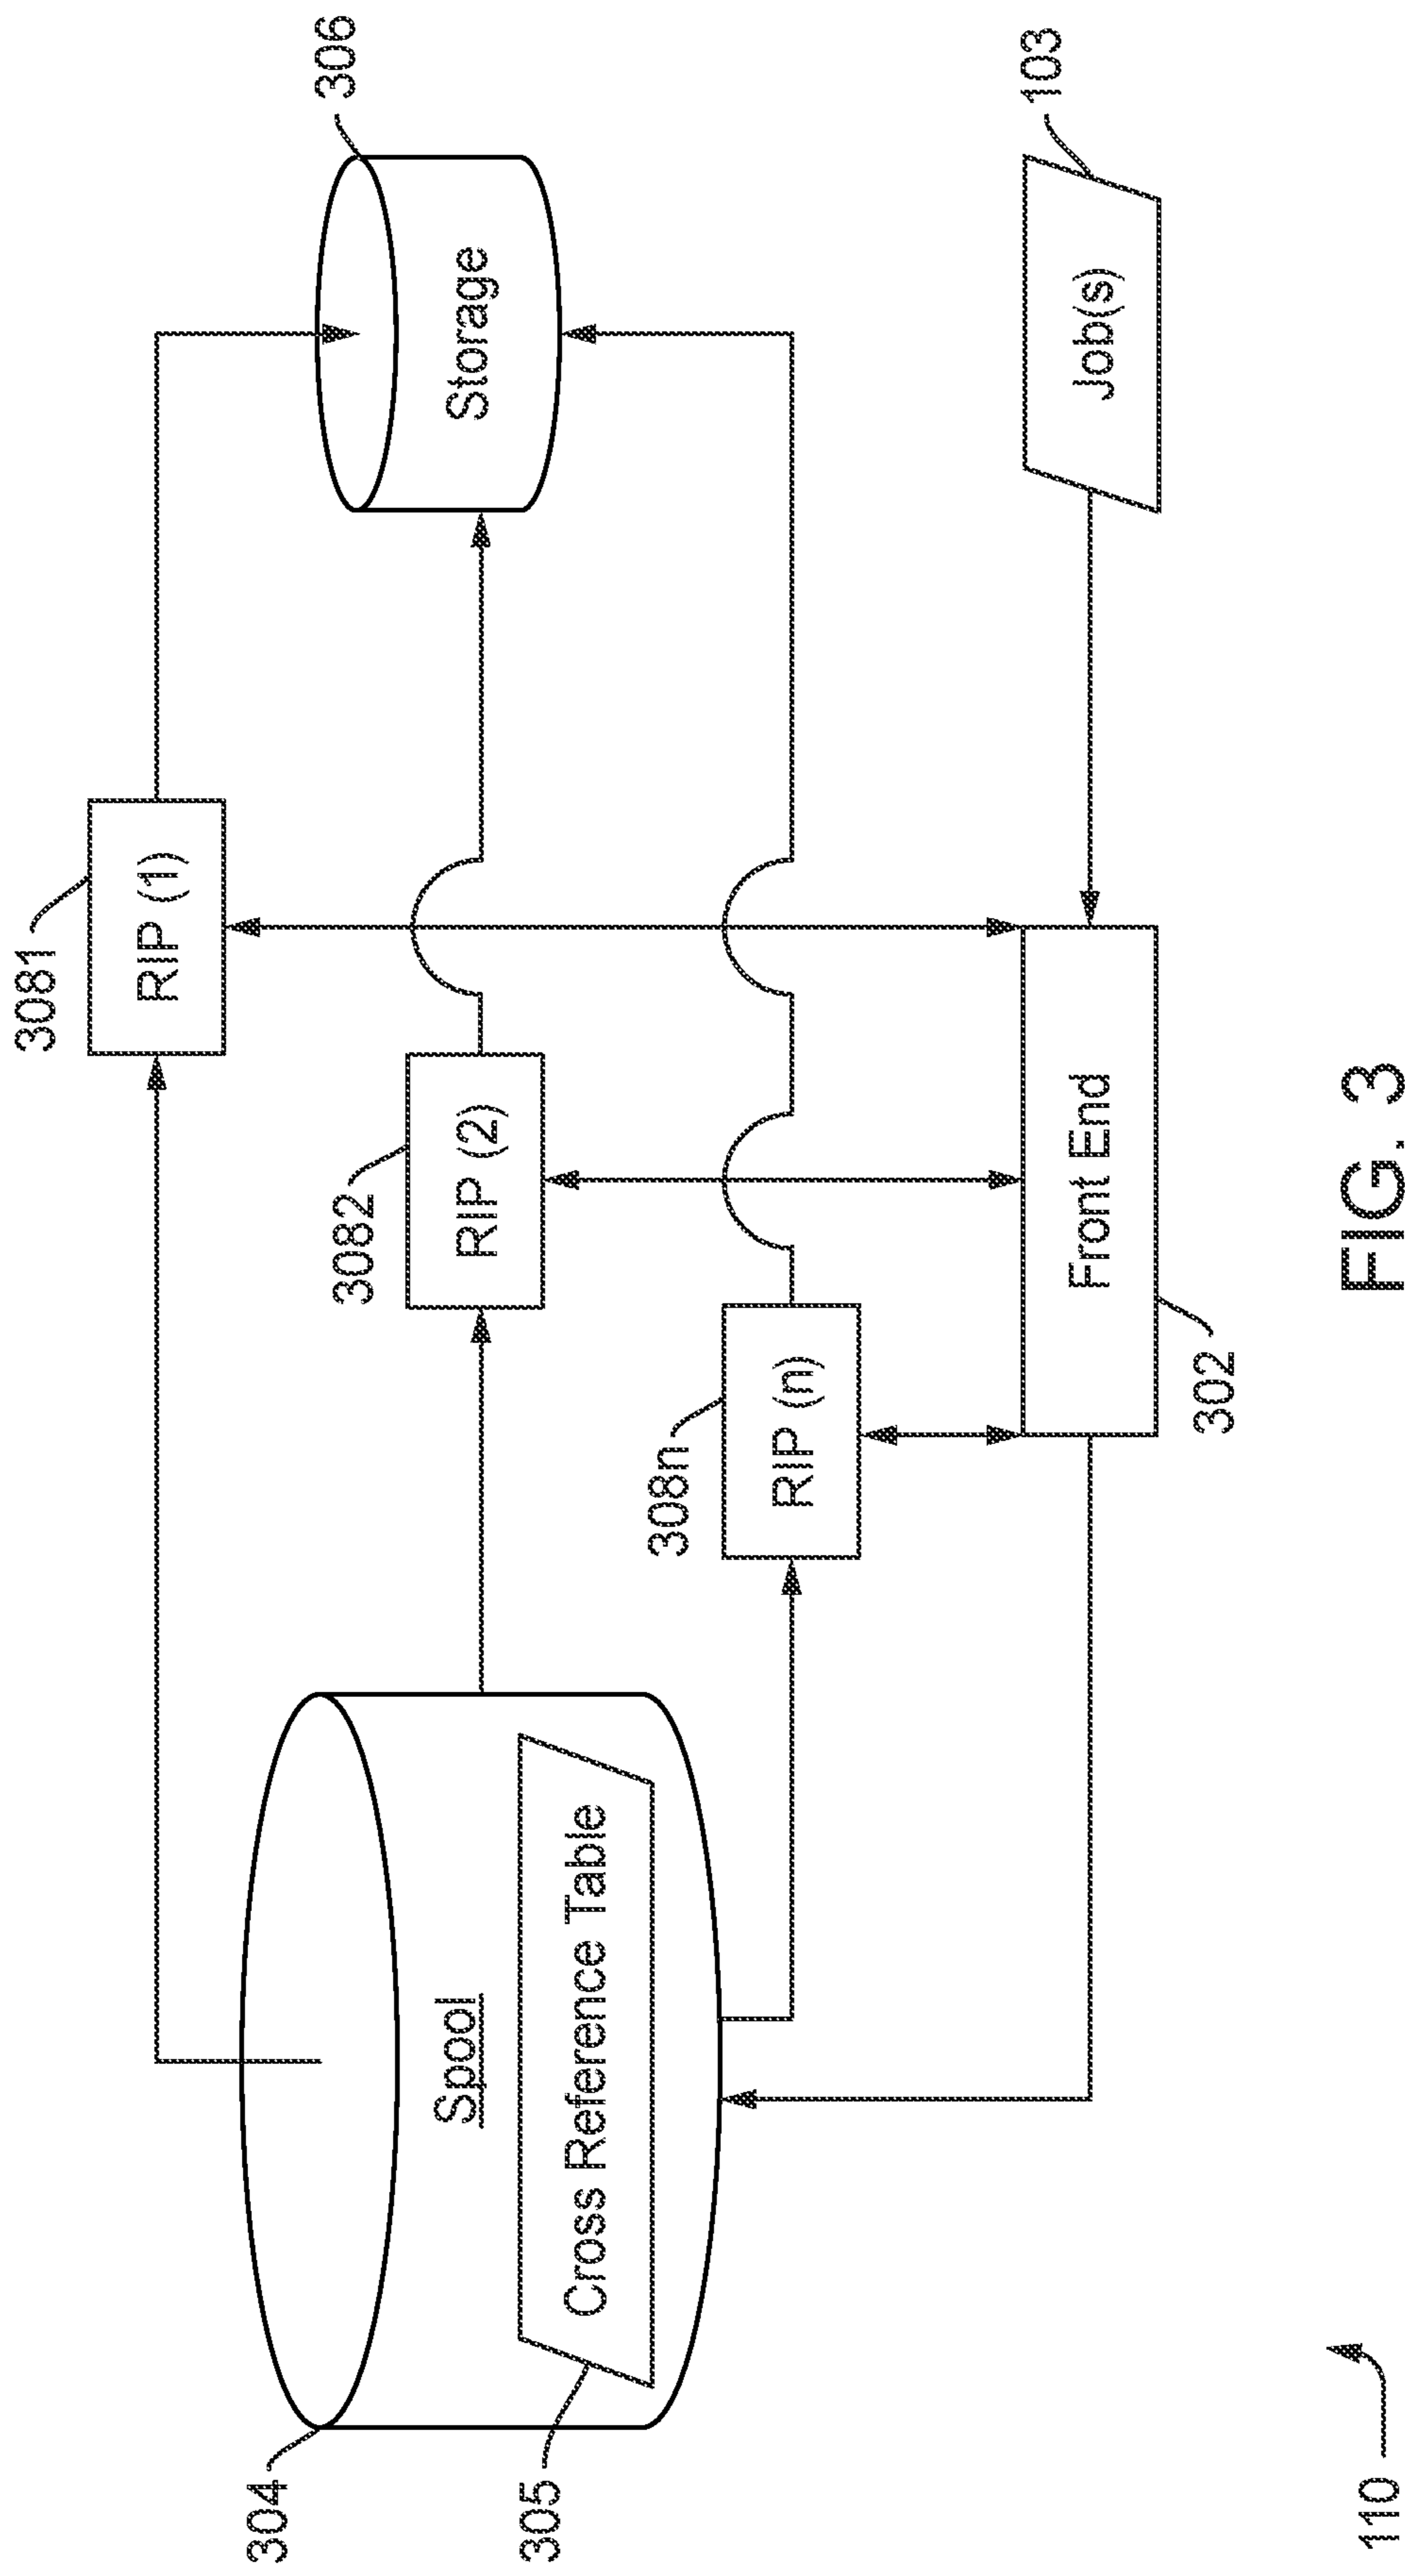 3081
RIP (1)
306
Storage
3082
RIP (2)
304
Spool
305
Cross Reference Table
308n
RIP (n)
103
Job(s)
Front End
302
110
FIG. 3